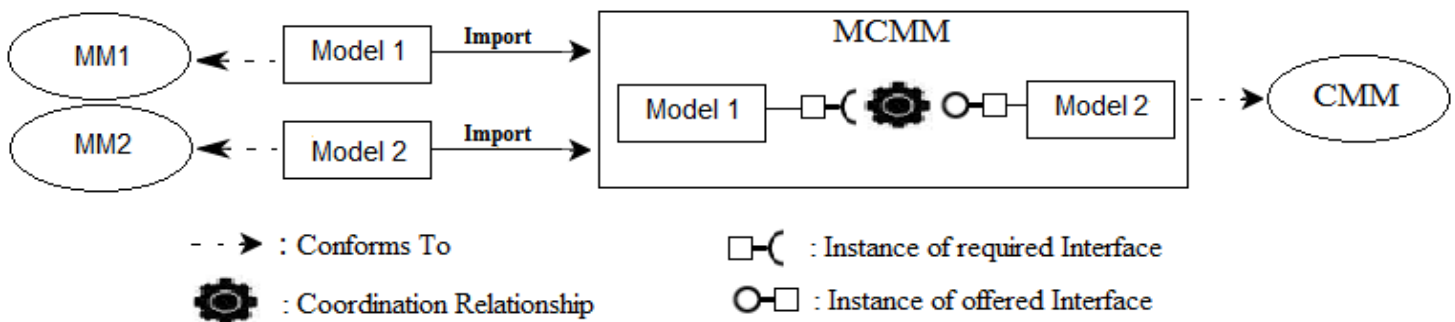 MM1
Model 1
Import
MCMM
Model 1
Model 2
CMM
MM2
Model 2
Import
: Conforms To
: Instance of required Interface
: Coordination Relationship
: Instance of offered Interface